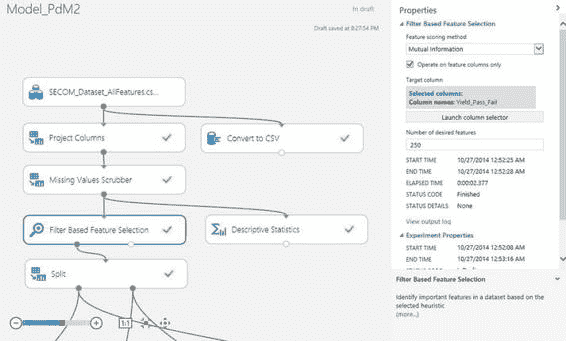 Model_PdM2
In draft
Draft saved at 8:27:54 PM
SECOM_Dataset_AllFeatures.cs...
Project Columns
Convert to CSV
Missing Values Scrubber
Filter Based Feature Selection
Descriptive Statistics
Split
1:1
Properties
Filter Based Feature Selection
Feature scoring method
Mutual Information
Operate on feature columns only
Target column
Selected columns:
Column names: Yield_Pass_Fail
Launch column selector
Number of desired features
250
START TIME 10/27/2014 12:52:25 AM
END TIME 10/27/2014 12:52:28 AM
ELAPSED TIME 0:00:02.377
STATUS CODE Finished
STATUS DETAILS None
View output log
Experiment Properties
START TIME 10/27/2014 12:52:08 AM
END TIME 10/27/2014 12:53:16 AM
Filter Based Feature Selection
Identify important features in a dataset based on the
selected heuristic
(more...)